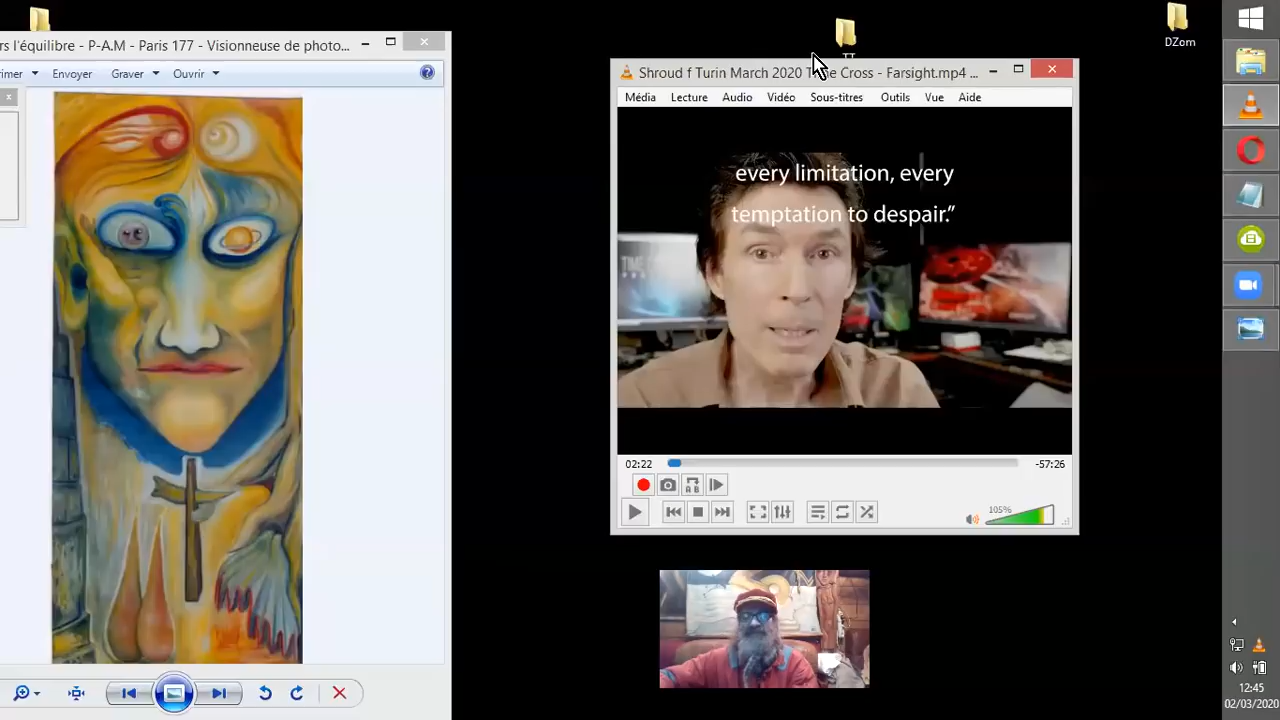 rs l'équilibre - P-A.M - Paris 177 - Visionneuse de photo...
rimer
Envoyer
Graver
Ouvrir
DZom
Shroud f Turin March 2020 T e Cross - Farsight.mp4 ...
Média Lecture Audio Vidéo Sous-titres Outils Vue Aide
every limitation, every
temptation to despair.”
02:22
-57:26
105%
12:45
02/03/2020